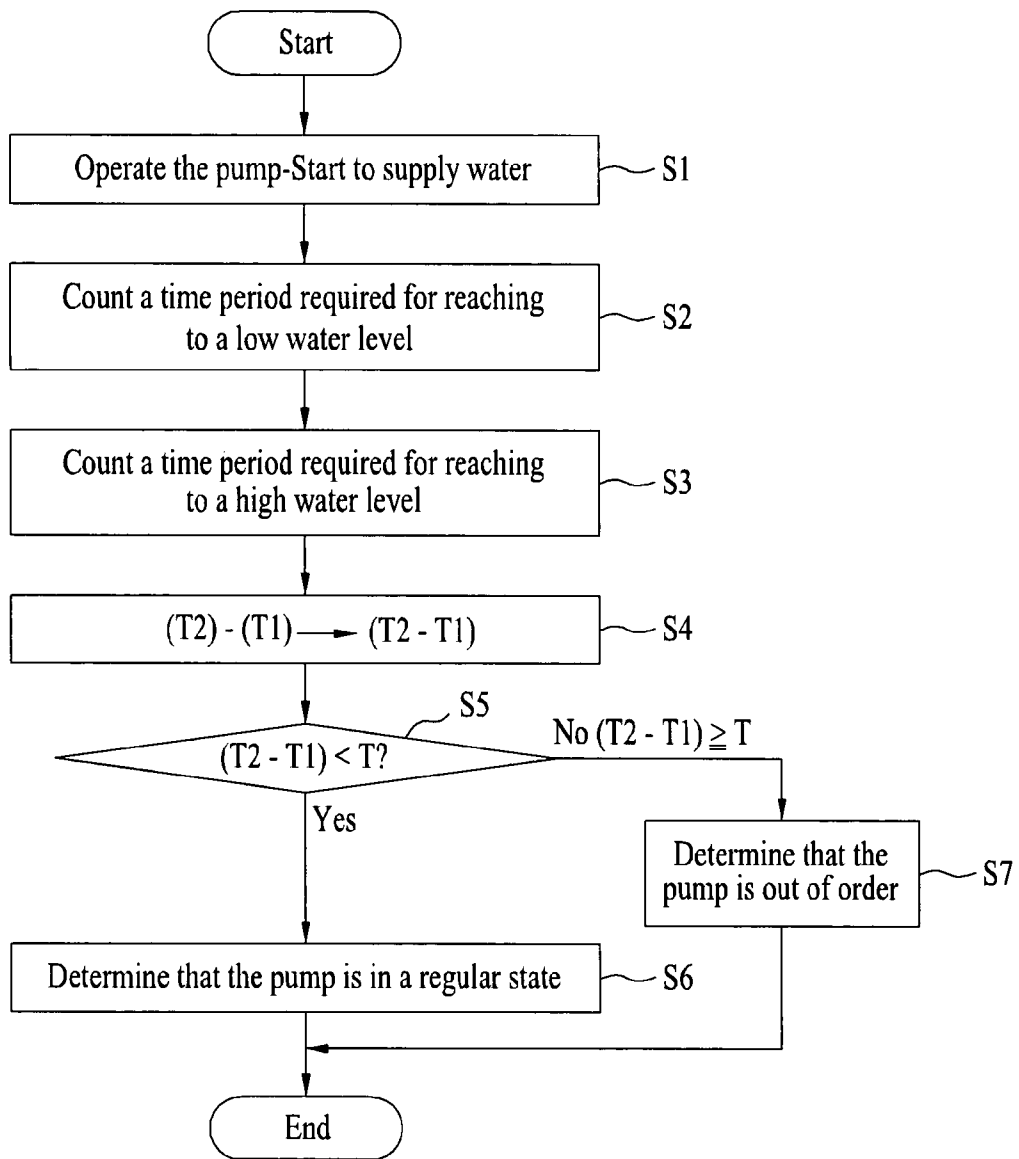 Start
Operate the pump-Start to supply water
S1
Count a time period required for reaching
to a low water level
S2
Count a time period required for reaching
to a high water level
S3
(T2) - (T1) → (T2 - T1)
S4
S5
(T2 - T1) < T?
No (T2 - T1) ≧ T
Yes
Determine that the
pump is out of order
S7
Determine that the pump is in a regular state
S6
End